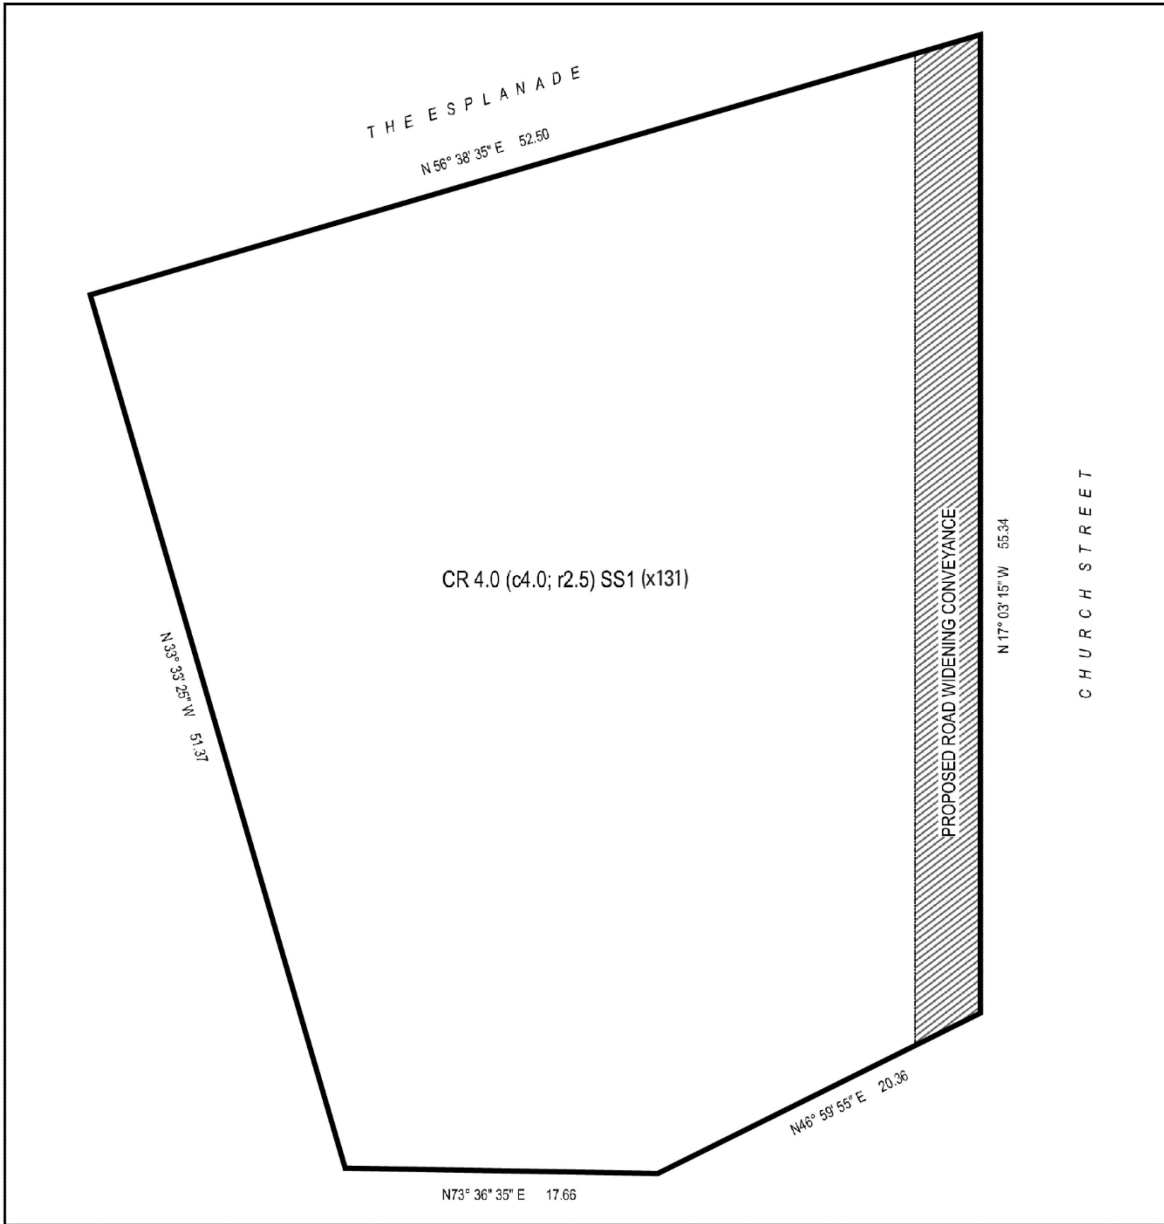 THE ESPLANADE
N 56° 38' 35" E 52.50
CR 4.0 (c4.0; r2.5) SS1 (x131)
PROPOSED ROAD WIDENING CONVEYANCE
N 17° 03' 15" W 55.34
CHURCH STREET
N 33° 33' 25" W 51.37
N46° 59' 55" E 20.36
N73° 36" 35" E 17.66